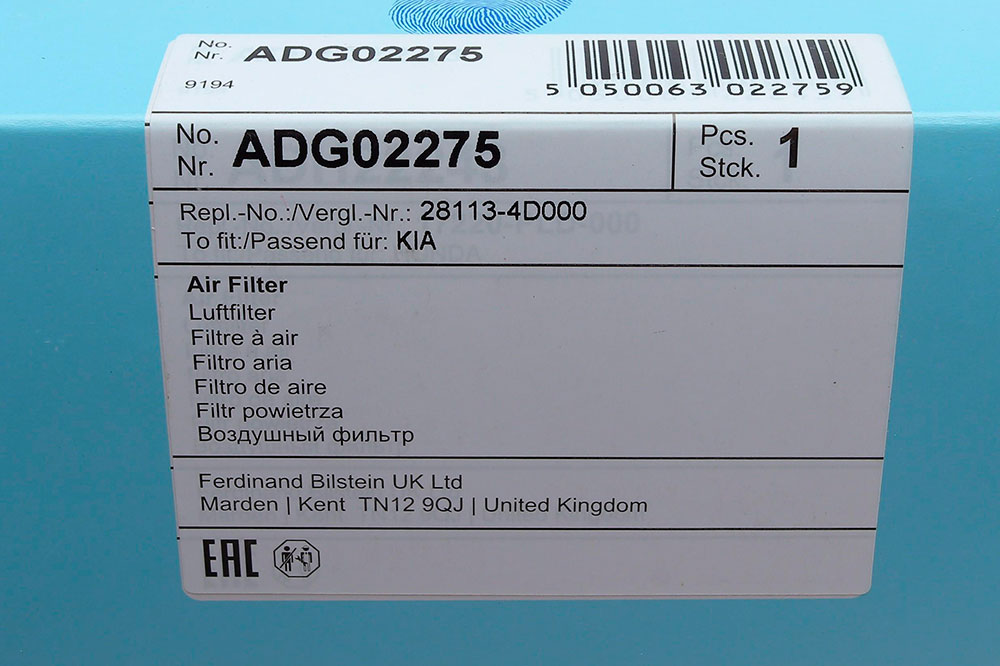 No.
Nr. ADG02275
9194
5 050063 022759
No.
Nr. ADG02275
Pcs.
Stck. 1
Repl.-No.:/Vergl.-Nr.: 28113-4D000
To fit:/Passend für: KIA
Air Filter
Luftfilter
Filtre à air
Filtro aria
Filtro de aire
Filtr powietrza
Воздушный фильтр
Ferdinand Bilstein UK Ltd
Marden | Kent TN12 9QJ | United Kingdom
EAC